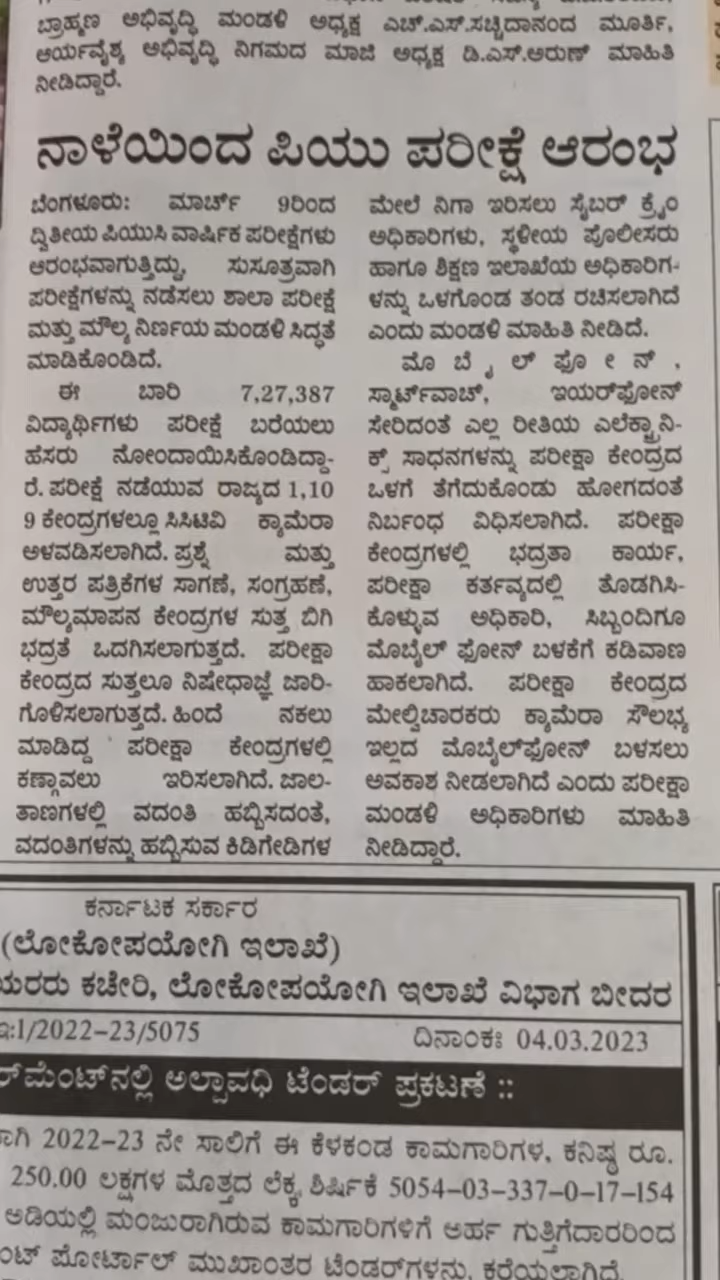 ಬ್ರಾಹ್ಮಣ ಅಭಿವೃದ್ಧಿ ಮಂಡಳಿ ಅಧ್ಯಕ್ಷ ಎಚ್.ಎಸ್.ಸಚ್ಚಿದಾನಂದ ಮೂರ್ತಿ,
ಆರ್ಯವೈಶ್ಯ ಅಭಿವೃದ್ಧಿ ನಿಗಮದ ಮಾಜಿ ಅಧ್ಯಕ್ಷ ಡಿ.ಎಸ್.ಅರುಣ್ ಮಾಹಿತಿ
ನೀಡಿದ್ದಾರೆ.
ನಾಳೆಯಿಂದ ಪಿಯು ಪರೀಕ್ಷೆ ಆರಂಭ
ಬೆಂಗಳೂರು: ಮಾರ್ಚ್ 9ರಿಂದ
ದ್ವಿತೀಯ ಪಿಯುಸಿ ವಾರ್ಷಿಕ ಪರೀಕ್ಷೆಗಳು
ಆರಂಭವಾಗುತ್ತಿದ್ದು, ಸುಸೂತ್ರವಾಗಿ
ಪರೀಕ್ಷೆಗಳನ್ನು ನಡೆಸಲು ಶಾಲಾ ಪರೀಕ್ಷೆ
ಮತ್ತು ಮೌಲ್ಯ ನಿರ್ಣಯ ಮಂಡಳಿ ಸಿದ್ಧತೆ
ಮಾಡಿಕೊಂಡಿದೆ.
ಈ ಬಾರಿ 7,27,387
ವಿದ್ಯಾರ್ಥಿಗಳು ಪರೀಕ್ಷೆ ಬರೆಯಲು
ಹೆಸರು ನೋಂದಾಯಿಸಿಕೊಂಡಿದ್ದಾ-
ರೆ. ಪರೀಕ್ಷೆ ನಡೆಯುವ ರಾಜ್ಯದ 1,10
9 ಕೇಂದ್ರಗಳಲ್ಲೂ ಸಿಸಿಟಿವಿ ಕ್ಯಾಮೆರಾ
ಅಳವಡಿಸಲಾಗಿದೆ. ಪ್ರಶ್ನೆ ಮತ್ತು
ಉತ್ತರ ಪತ್ರಿಕೆಗಳ ಸಾಗಣೆ, ಸಂಗ್ರಹಣೆ,
ಮೌಲ್ಯಮಾಪನ ಕೇಂದ್ರಗಳ ಸುತ್ತ ಬಿಗಿ
ಭದ್ರತೆ ಒದಗಿಸಲಾಗುತ್ತದೆ. ಪರೀಕ್ಷಾ
ಕೇಂದ್ರದ ಸುತ್ತಲೂ ನಿಷೇಧಾಜ್ಞೆ ಜಾರಿ-
ಗೊಳಿಸಲಾಗುತ್ತದೆ. ಹಿಂದೆ ನಕಲು
ಮಾಡಿದ್ದ ಪರೀಕ್ಷಾ ಕೇಂದ್ರಗಳಲ್ಲಿ
ಕಣ್ಗಾವಲು ಇರಿಸಲಾಗಿದೆ. ಜಾಲ-
ತಾಣಗಳಲ್ಲಿ ವದಂತಿ ಹಬ್ಬಿಸದಂತೆ,
ವದಂತಿಗಳನ್ನು ಹಬ್ಬಿಸುವ ಕಿಡಿಗೇಡಿಗಳ
ಮೇಲೆ ನಿಗಾ ಇರಿಸಲು ಸೈಬರ್ ಕ್ರೈಂ
ಅಧಿಕಾರಿಗಳು, ಸ್ಥಳೀಯ ಪೊಲೀಸರು
ಹಾಗೂ ಶಿಕ್ಷಣ ಇಲಾಖೆಯ ಅಧಿಕಾರಿಗ-
ಳನ್ನು ಒಳಗೊಂಡ ತಂಡ ರಚಿಸಲಾಗಿದೆ
ಎಂದು ಮಂಡಳಿ ಮಾಹಿತಿ ನೀಡಿದೆ.
ಮೊಬೈಲ್‌ಫೋನ್,
ಸ್ಮಾರ್ಟ್‌ವಾಚ್, ಇಯರ್‌ಫೋನ್
ಸೇರಿದಂತೆ ಎಲ್ಲ ರೀತಿಯ ಎಲೆಕ್ಟ್ರಾನಿ-
ಕ್ಸ್ ಸಾಧನಗಳನ್ನು ಪರೀಕ್ಷಾ ಕೇಂದ್ರದ
ಒಳಗೆ ತೆಗೆದುಕೊಂಡು ಹೋಗದಂತೆ
ನಿರ್ಬಂಧ ವಿಧಿಸಲಾಗಿದೆ. ಪರೀಕ್ಷಾ
ಕೇಂದ್ರಗಳಲ್ಲಿ ಭದ್ರತಾ ಕಾರ್ಯ,
ಪರೀಕ್ಷಾ ಕರ್ತವ್ಯದಲ್ಲಿ ತೊಡಗಿಸಿ-
ಕೊಳ್ಳುವ ಅಧಿಕಾರಿ, ಸಿಬ್ಬಂದಿಗೂ
ಮೊಬೈಲ್ ಫೋನ್ ಬಳಕೆಗೆ ಕಡಿವಾಣ
ಹಾಕಲಾಗಿದೆ. ಪರೀಕ್ಷಾ ಕೇಂದ್ರದ
ಮೇಲ್ವಿಚಾರಕರು ಕ್ಯಾಮೆರಾ ಸೌಲಭ್ಯ
ಇಲ್ಲದ ಮೊಬೈಲ್‌ಫೋನ್ ಬಳಸಲು
ಅವಕಾಶ ನೀಡಲಾಗಿದೆ ಎಂದು ಪರೀಕ್ಷಾ
ಮಂಡಳಿ ಅಧಿಕಾರಿಗಳು ಮಾಹಿತಿ
ನೀಡಿದ್ದಾರೆ.
ಕರ್ನಾಟಕ ಸರ್ಕಾರ
(ಲೋಕೋಪಯೋಗಿ ಇಲಾಖೆ)
ಯರರು ಕಚೇರಿ, ಲೋಕೋಪಯೋಗಿ ಇಲಾಖೆ ವಿಭಾಗ ಬೀದರ
ಇ:1/2022-23/5075 ದಿನಾಂಕಃ 04.03.2023
ರ್‌ಮೆಂಟ್‌ನಲ್ಲಿ ಅಲ್ಪಾವಧಿ ಟೆಂಡರ್ ಪ್ರಕಟಣೆ ::
ಾಗಿ 2022-23 ನೇ ಸಾಲಿಗೆ ಈ ಕೆಳಕಂಡ ಕಾಮಗಾರಿಗಳ, ಕನಿಷ್ಠ ರೂ.
250.00 ಲಕ್ಷಗಳ ಮೊತ್ತದ ಲೆಕ್ಕ ಶಿರ್ಷಿಕೆ 5054-03-337-0-17-154
ಅಡಿಯಲ್ಲಿ ಮಂಜುರಾಗಿರುವ ಕಾಮಗಾರಿಗಳಿಗೆ ಅರ್ಹ ಗುತ್ತಿಗೆದಾರರಿಂದ
ಂಟ್ ಪೋರ್ಟಾಲ್ ಮುಖಾಂತರ ಟೆಂಡರ್‌ಗಳನ್ನು ಕರೆಯಲಾಗಿದೆ.